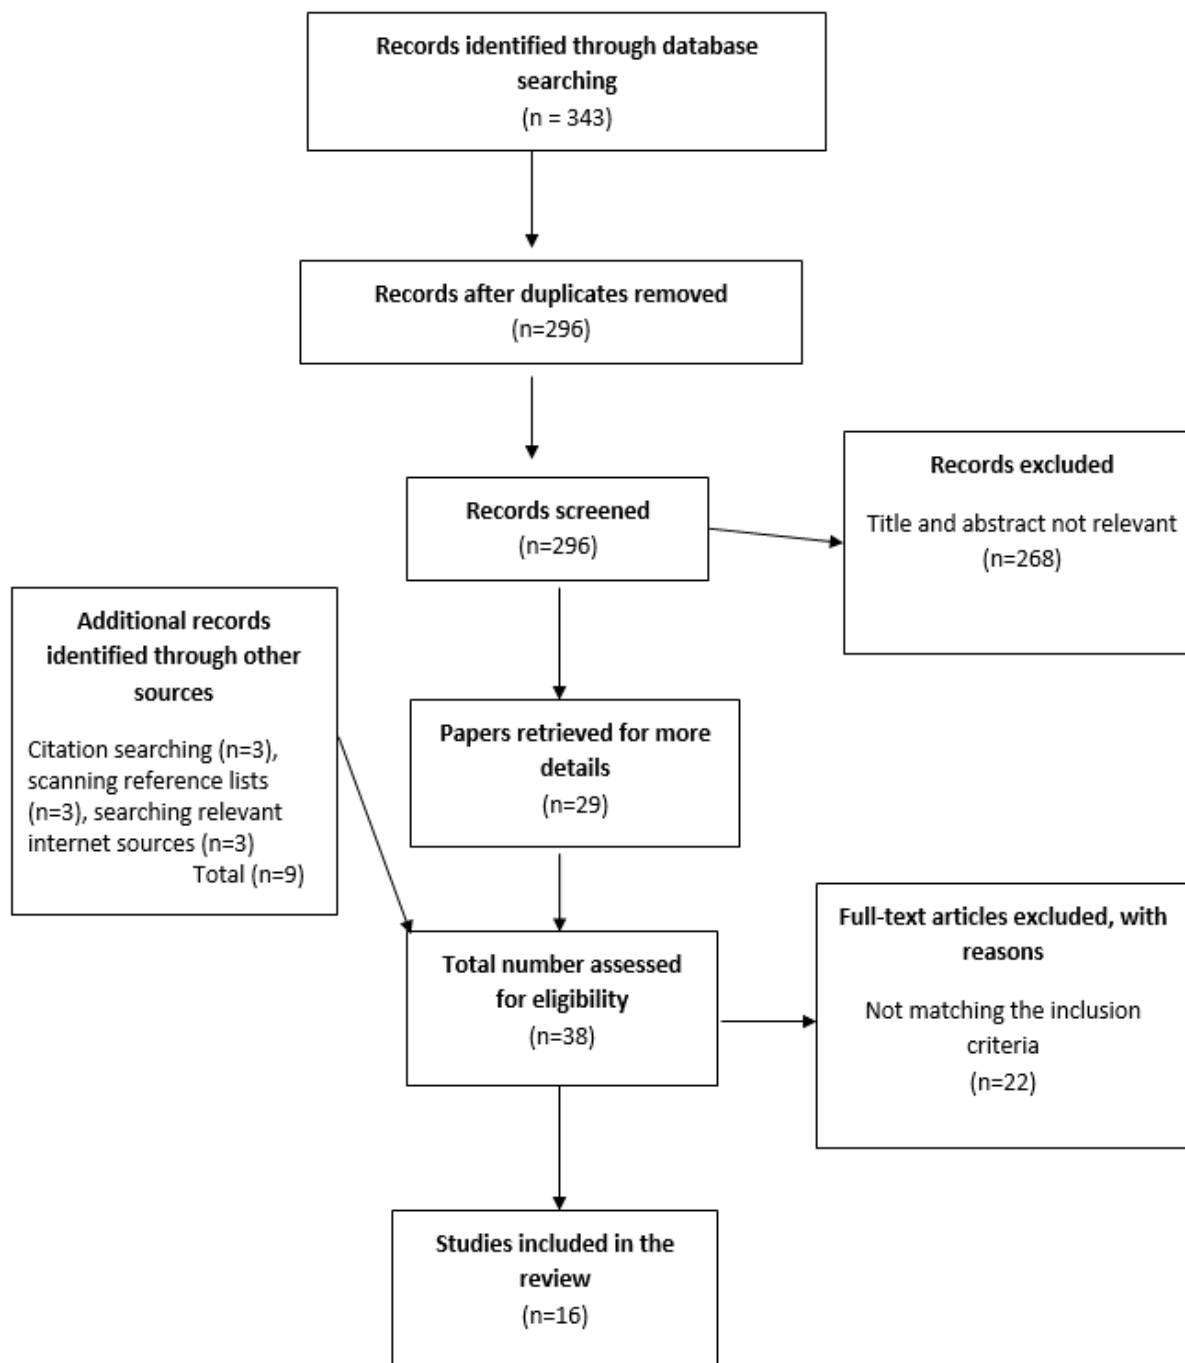 Records identified through database
searching
(n = 343)
Records after duplicates removed
(n=296)
Records screened
(n=296)
Records excluded
Title and abstract not relevant
(n=268)
Additional records
identified through other
sources
Citation searching (n=3),
scanning reference lists
(n=3), searching relevant
internet sources (n=3)
Total (n=9)
Papers retrieved for more
details
(n=29)
Total number assessed
for eligibility
(n=38)
Full-text articles excluded, with
reasons
Not matching the inclusion
criteria
(n=22)
Studies included in the
review
(n=16)